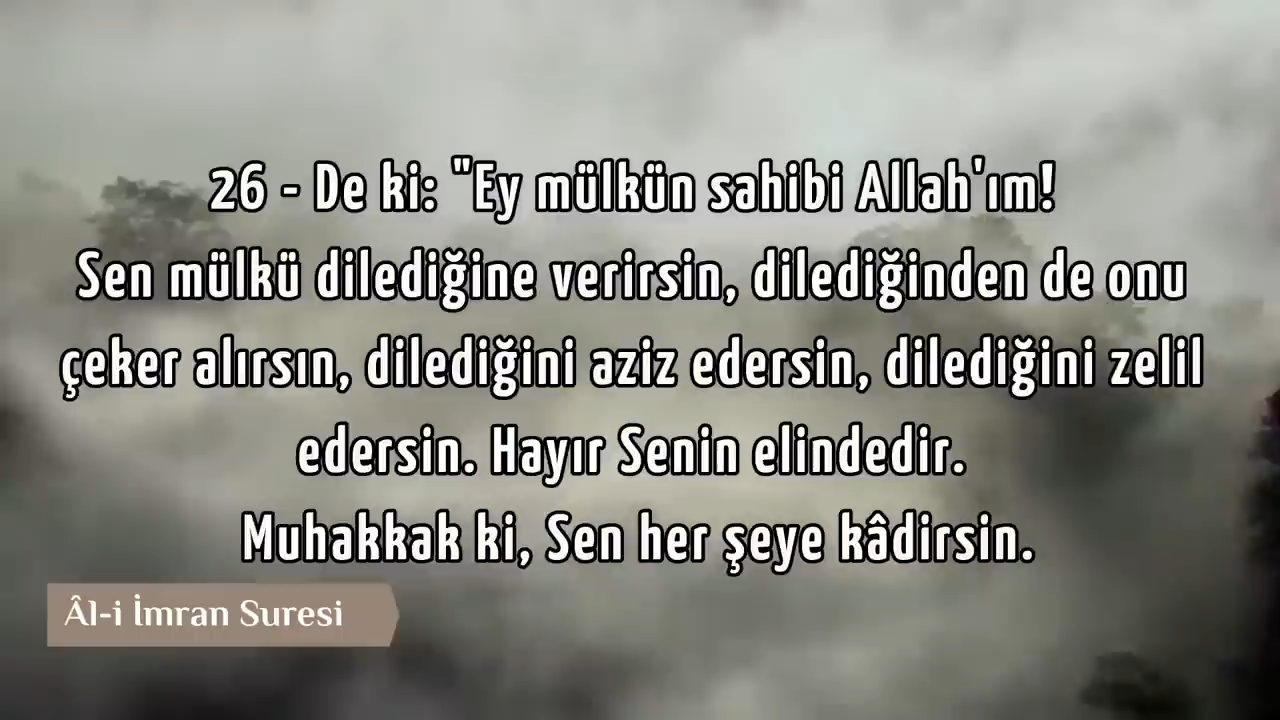 26 - De ki: "Ey mülkün sahibi Allah'ım!
Sen mülkü dilediğine verirsin, dilediğinden de onu
çeker alırsın, dilediğini aziz edersin, dilediğini zelil
edersin. Hayır Senin elindedir.
Muhakkak ki, Sen her şeye kâdirsin.
Âl-i İmran Suresi